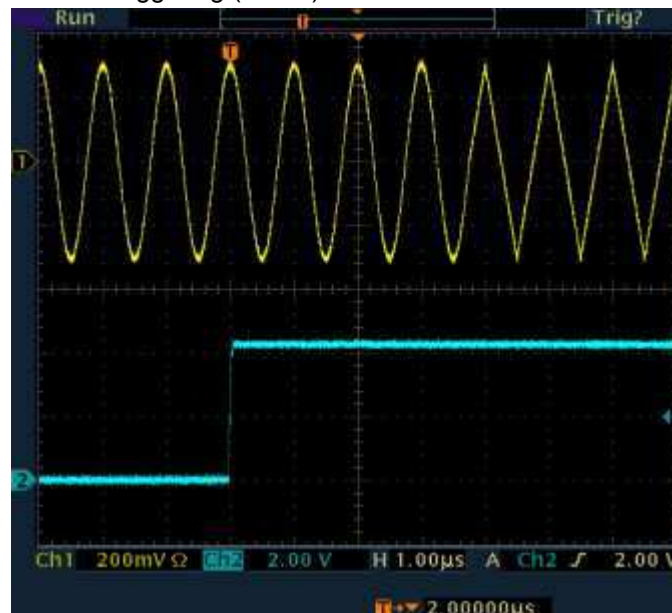 Run Trig?
T
T
1
2
Ch1 200mV Ω Ch2 2.00 V H 1.00µs A Ch2 ʃ 2.00 V
T→▼ 2.00000µs